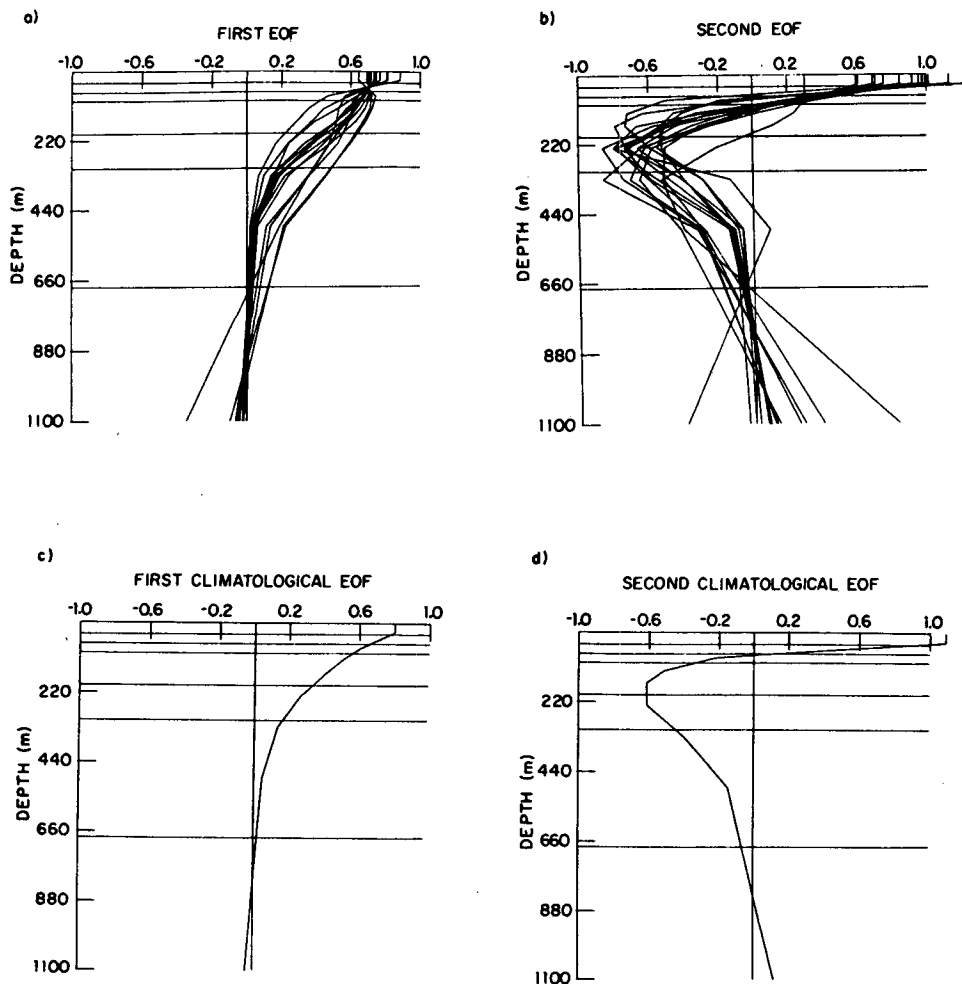 a)
FIRST EOF
-1.0 -0.6 -0.2 0.2 0.6 1.0
220
440
660
880
1100
DEPTH (m)
b)
SECOND EOF
-1.0 -0.6 -0.2 0.2 0.6 1.0
220
440
660
880
1100
DEPTH (m)
c)
FIRST CLIMATOLOGICAL EOF
-1.0 -0.6 -0.2 0.2 0.6 1.0
220
440
660
880
1100
DEPTH (m)
d)
SECOND CLIMATOLOGICAL EOF
-1.0 -0.6 -0.2 0.2 0.6 1.0
220
440
660
880
1100
DEPTH (m)